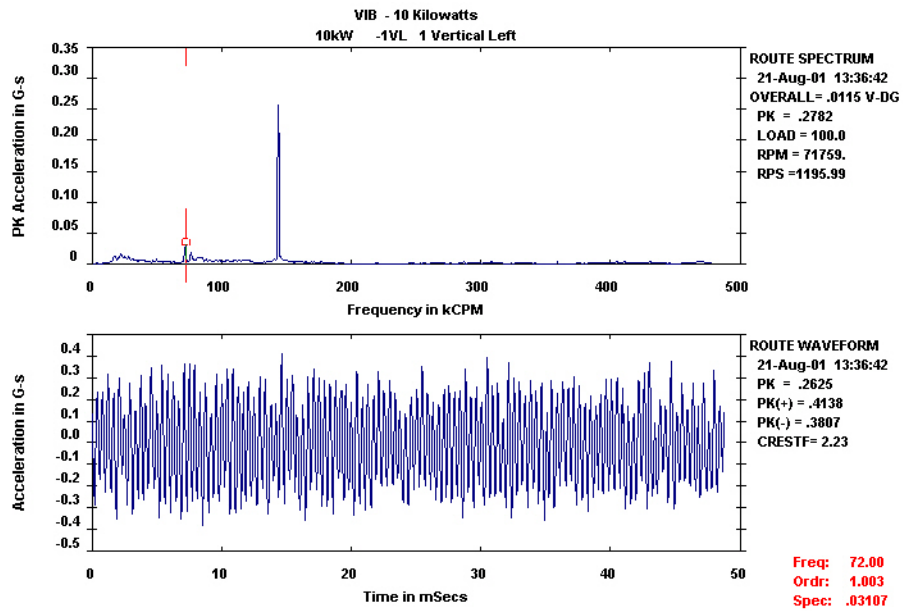 VIB - 10 Kilowatts
10kW -1VL 1 Vertical Left
PK Acceleration in G-s
0.35
0.30
0.25
0.20
0.15
0.10
0.05
0
0 100 200 300 400 500
Frequency in kCPM
ROUTE SPECTRUM
21-Aug-01 13:36:42
OVERALL= .0115 V-DG
PK = .2782
LOAD = 100.0
RPM = 71759.
RPS =1195.99
Acceleration in G-s
0.4
0.3
0.2
0.1
0.0
-0.1
-0.2
-0.3
-0.4
-0.5
0 10 20 30 40 50
Time in mSecs
ROUTE WAVEFORM
21-Aug-01 13:36:42
PK = .2625
PK(+) = .4138
PK(-) = .3807
CRESTF= 2.23
Freq: 72.00
Ordr: 1.003
Spec: .03107